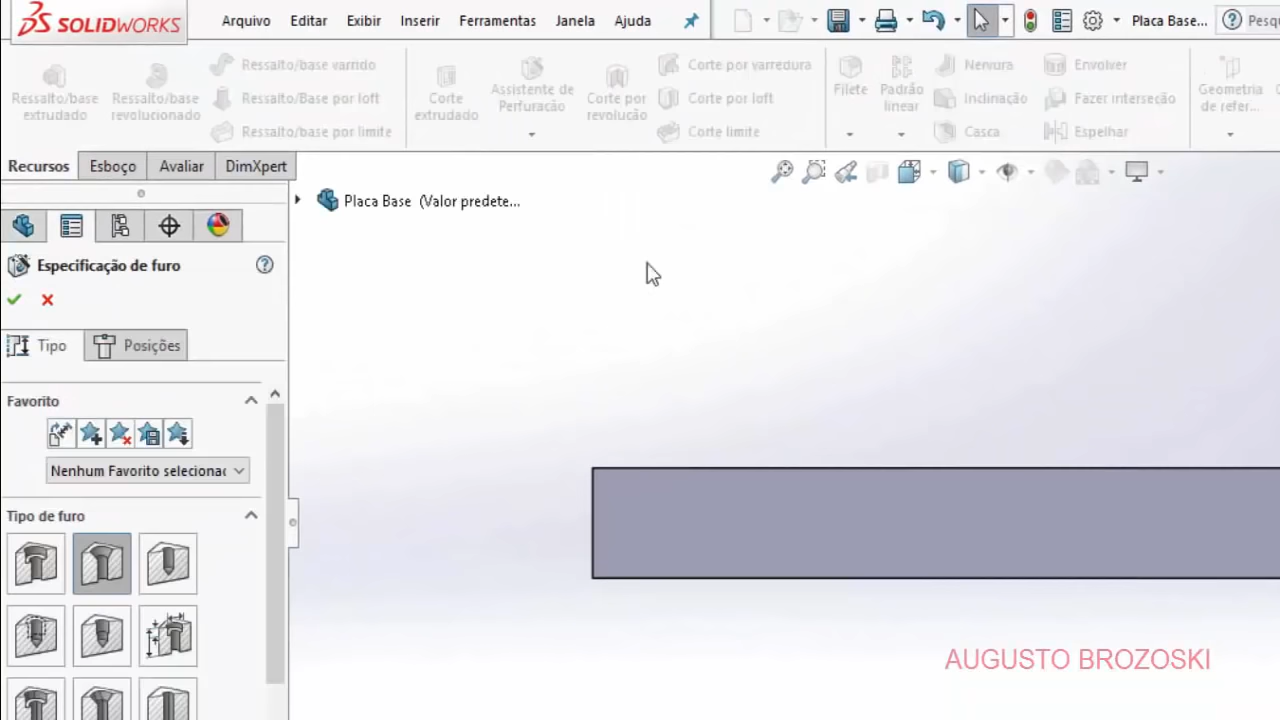 SOLIDWORKS
Arquivo Editar Exibir Inserir Ferramentas Janela Ajuda Placa Base... Pesqu
Ressalto/base extrudado
Ressalto/base revolucionado
Ressalto/base varrido
Ressalto/Base por loft
Ressalto/base por limite
Corte extrudado
Assistente de Perfuração
Corte por revolução
Corte por varredura
Corte por loft
Corte limite
Filete
Padrão linear
Nervura
Inclinação
Casca
Envolver
Fazer interseção
Espelhar
Geometria de refer...
Recursos Esboço Avaliar DimXpert
Placa Base (Valor predete...
Especificação de furo
Tipo Posições
Favorito
Nenhum Favorito selecionac
Tipo de furo
AUGUSTO BROZOSKI